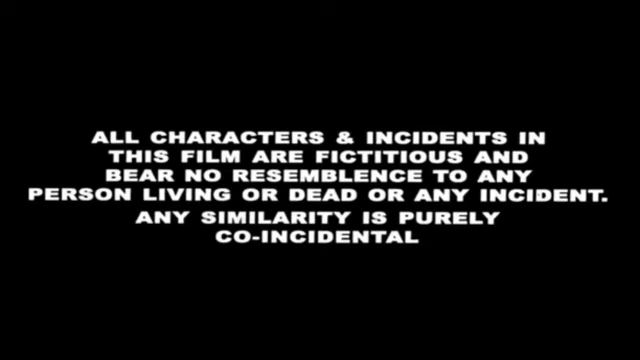 ALL CHARACTERS & INCIDENTS IN
THIS FILM ARE FICTITIOUS AND
BEAR NO RESEMBLENCE TO ANY
PERSON LIVING OR DEAD OR ANY INCIDENT.
ANY SIMILARITY IS PURELY
CO-INCIDENTAL